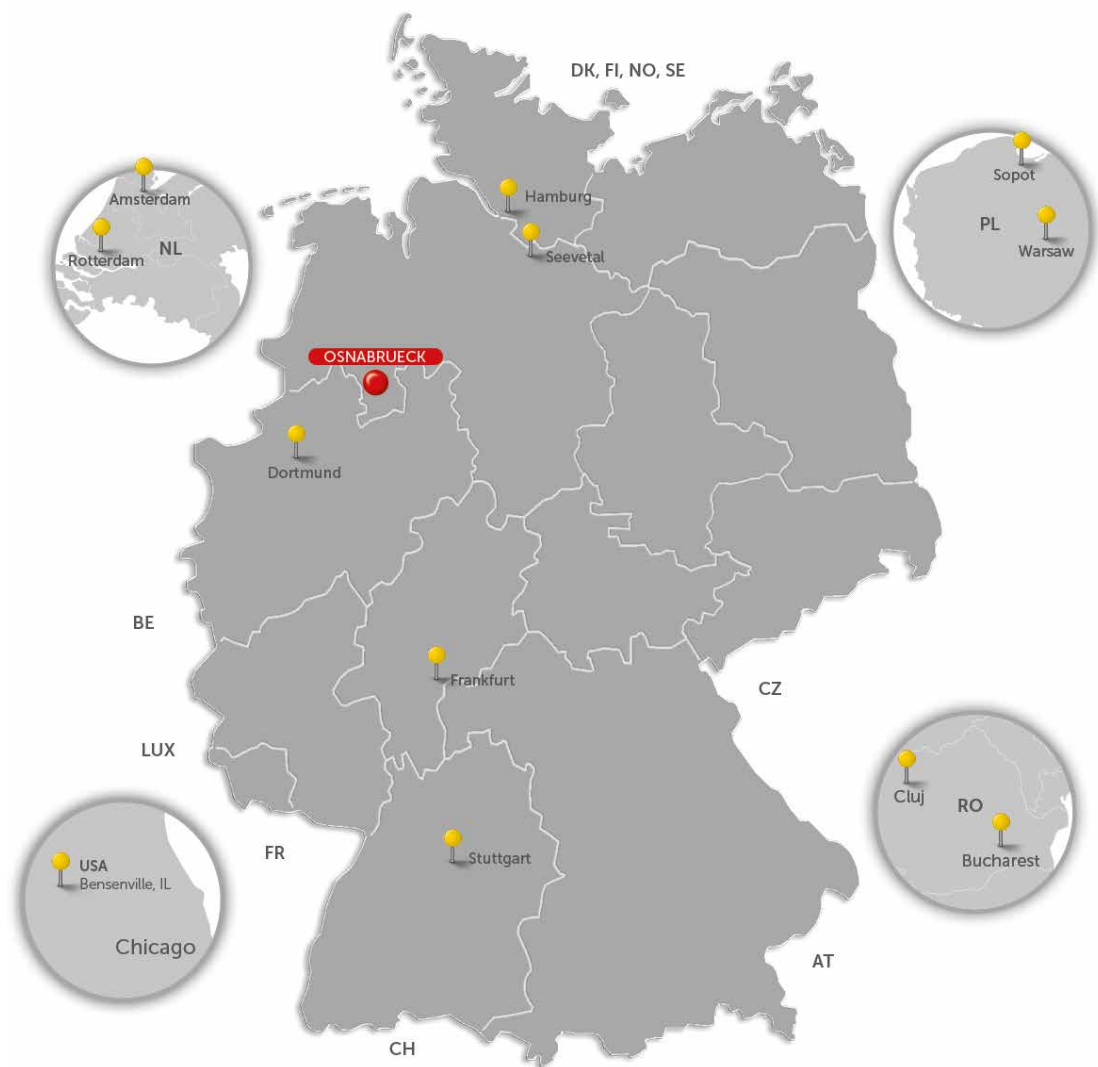 DK, FI, NO, SE
Amsterdam
Rotterdam
NL
Hamburg
Seevetal
Sopot
PL
Warsaw
OSNABRUECK
Dortmund
BE
Frankfurt
CZ
LUX
Cluj
RO
Bucharest
FR
Stuttgart
USA
Bensenville, IL
Chicago
AT
CH